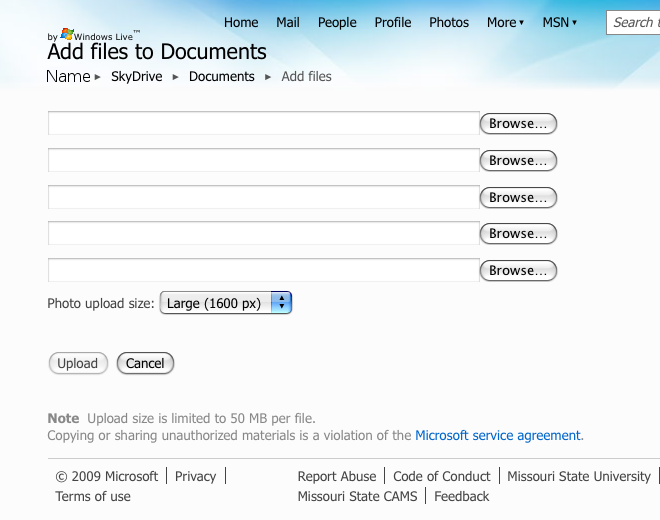 Home Mail People Profile Photos More MSN Search
by Windows Live™
Add files to Documents
Name SkyDrive Documents Add files
Browse...
Browse...
Browse...
Browse...
Browse...
Photo upload size: Large (1600 px)
Upload Cancel
Note Upload size is limited to 50 MB per file.
Copying or sharing unauthorized materials is a violation of the Microsoft service agreement.
© 2009 Microsoft | Privacy | Report Abuse | Code of Conduct | Missouri State University |
Terms of use Missouri State CAMS | Feedback